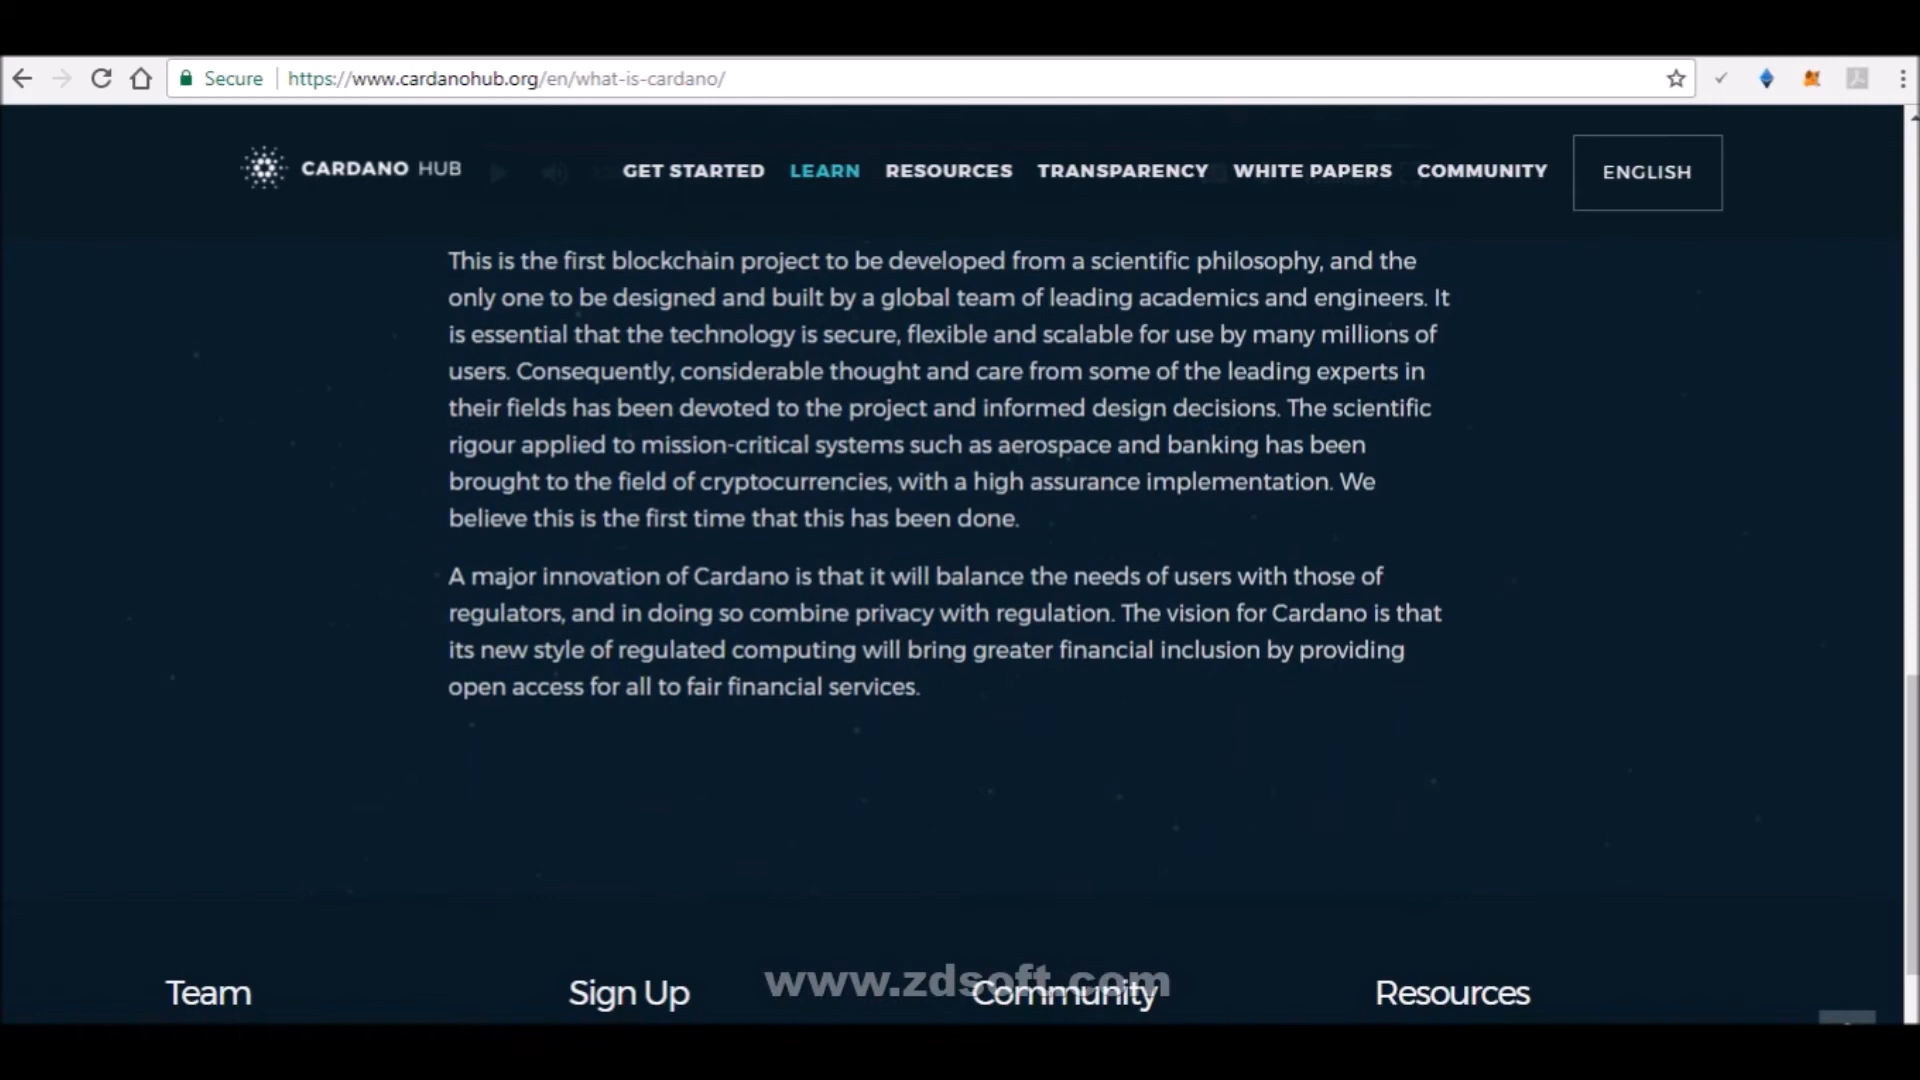 Secure https://www.cardanohub.org/en/what-is-cardano/
CARDANO HUB GET STARTED LEARN RESOURCES TRANSPARENCY WHITE PAPERS COMMUNITY ENGLISH
This is the first blockchain project to be developed from a scientific philosophy, and the
only one to be designed and built by a global team of leading academics and engineers. It
is essential that the technology is secure, flexible and scalable for use by many millions of
users. Consequently, considerable thought and care from some of the leading experts in
their fields has been devoted to the project and informed design decisions. The scientific
rigour applied to mission-critical systems such as aerospace and banking has been
brought to the field of cryptocurrencies, with a high assurance implementation. We
believe this is the first time that this has been done.
A major innovation of Cardano is that it will balance the needs of users with those of
regulators, and in doing so combine privacy with regulation. The vision for Cardano is that
its new style of regulated computing will bring greater financial inclusion by providing
open access for all to fair financial services.
www.zdsoft.com
Team Sign Up Community Resources